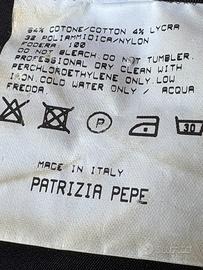 64% COTONE/COTTON 4% LYCRA
32 POLIAMMIDICA/NYLON
FODERA 100
DO NOT BLEACH.DO NOT TUMBLER.
PROFESSIONAL DRY CLEAN WITH
PERCHLOROETHYLENE ONLY.LOW
IRON.COLD WATER ONLY / ACQUA
FREDDA.
P
30
MADE IN ITALY
PATRIZIA PEPE
subito